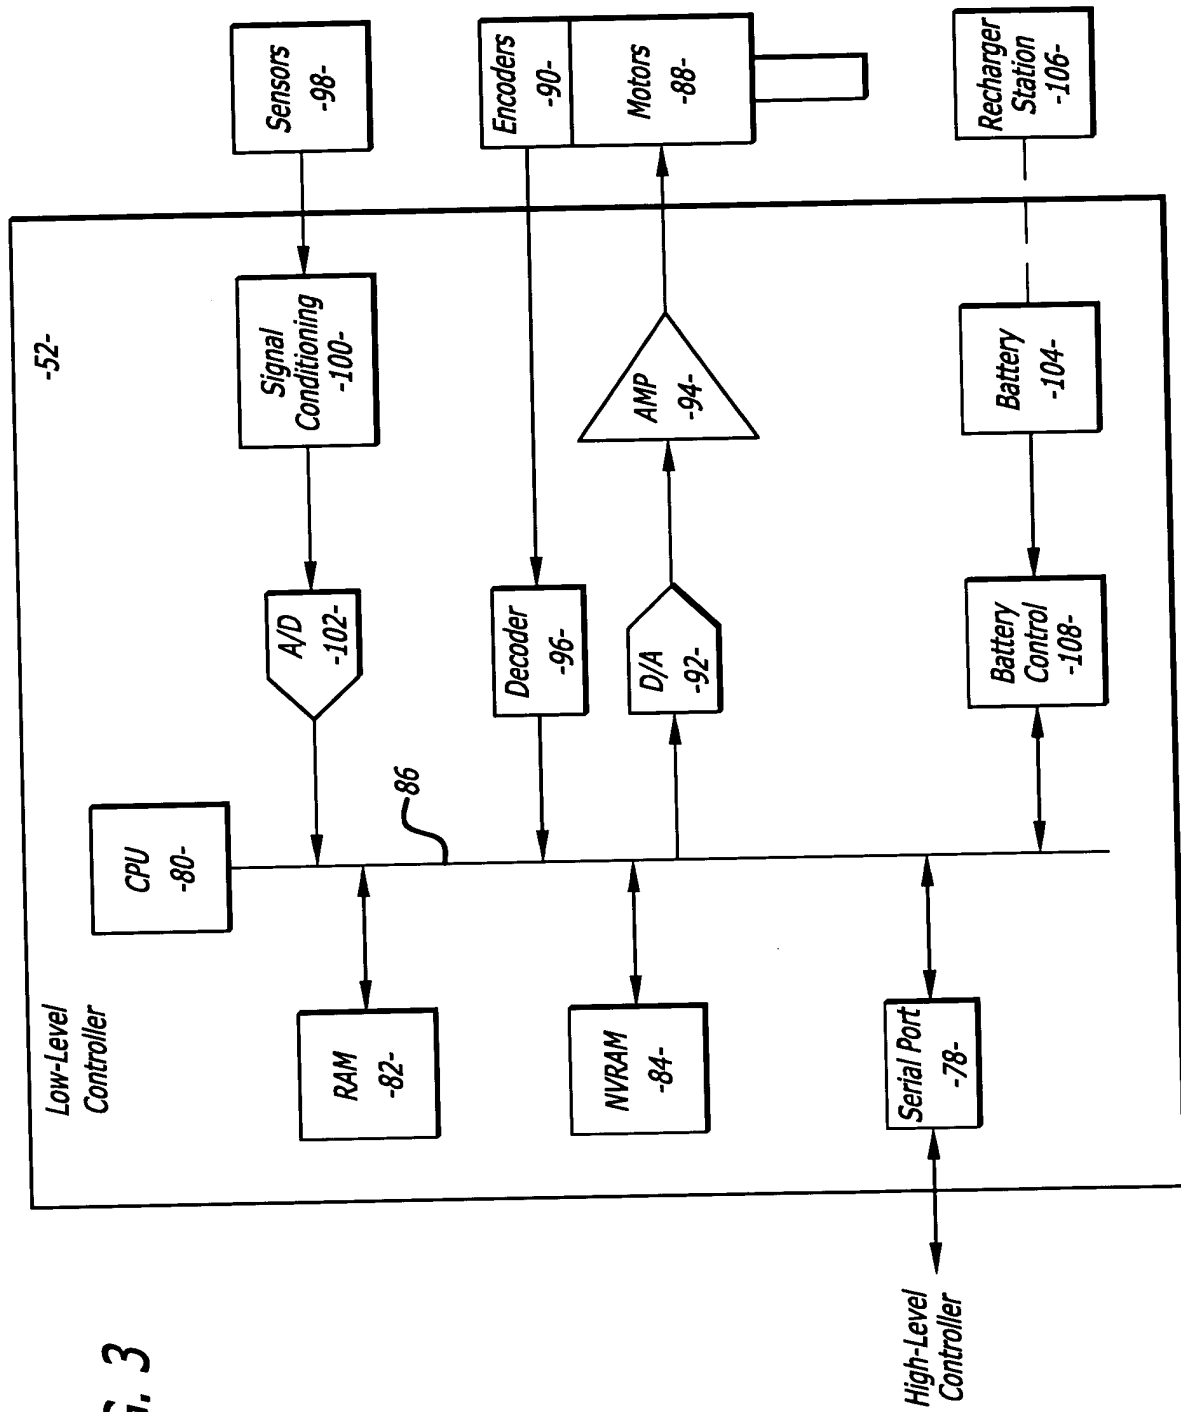 G. 3
Low-Level
Controller
-52-
CPU
-80-
RAM
-82-
86
A/D
-102-
Signal
Conditioning
-100-
Sensors
-98-
NVRAM
-84-
Decoder
-96-
Encoders
-90-
D/A
-92-
AMP
-94-
Motors
-88-
High-Level
Controller
Serial Port
-78-
Battery
Control
-108-
Battery
-104-
Recharger
Station
-106-